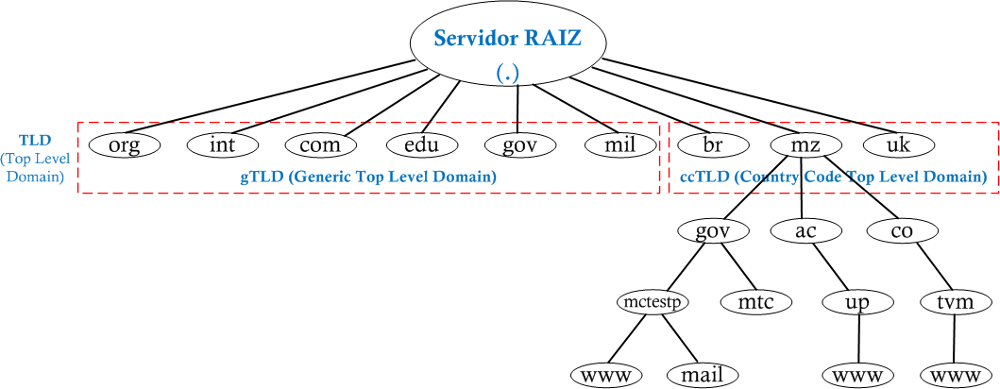 Servidor RAIZ
(.)
TLD
(Top Level
Domain)
org int com edu gov mil br mz uk
gTLD (Generic Top Level Domain) ccTLD (Country Code Top Level Domain)
gov ac co
mctestp mtc up tvm
www mail www www